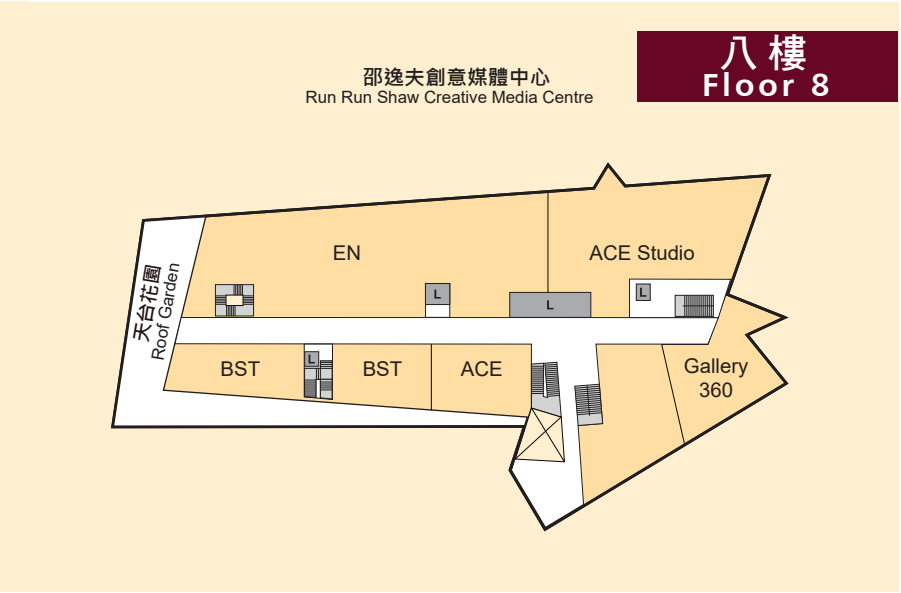 八樓
Floor 8
邵逸夫創意媒體中心
Run Run Shaw Creative Media Centre
EN
ACE Studio
天台花園
Roof Garden
L
L
L
L
BST
BST
ACE
Gallery
360